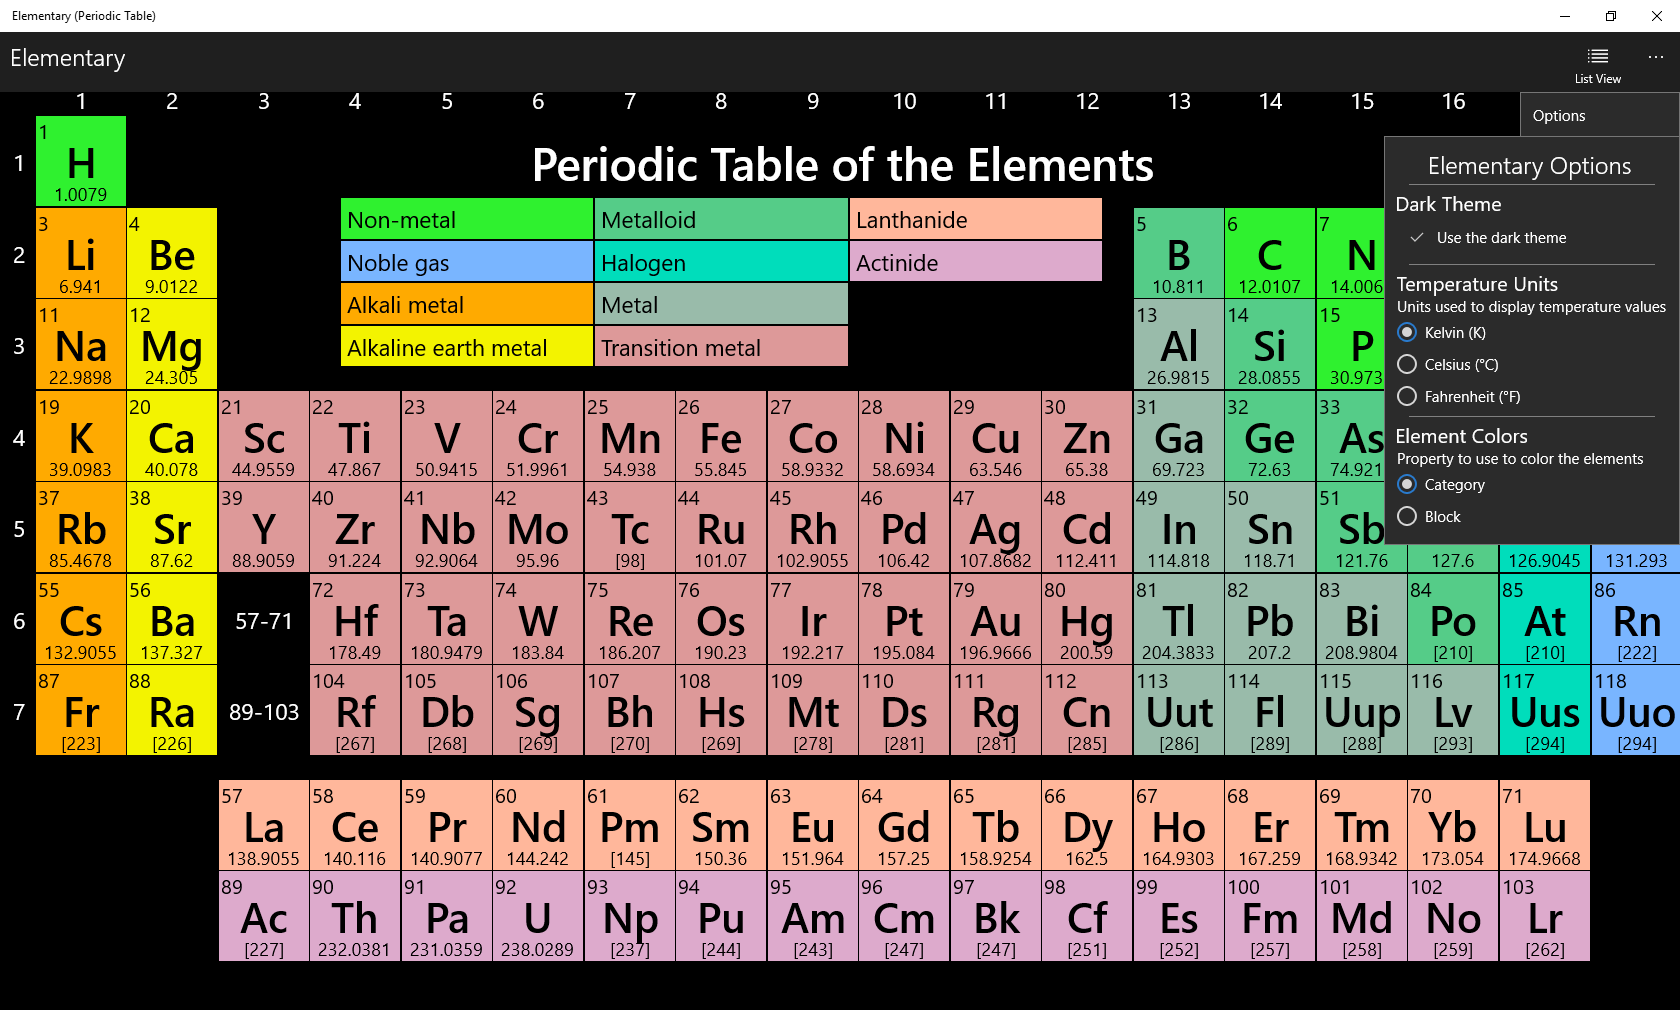 Elementary (Periodic Table)
Elementary
List View
1 2 3 4 5 6 7 8 9 10 11 12 13 14 15 16
Options
Elementary Options
Dark Theme
Use the dark theme
Temperature Units
Units used to display temperature values
Kelvin (K)
Celsius (°C)
Fahrenheit (°F)
Element Colors
Property to use to color the elements
Category
Block
Periodic Table of the Elements
Non-metal Metalloid Lanthanide
Noble gas Halogen Actinide
Alkali metal Metal
Alkaline earth metal Transition metal
1
1
H
1.0079
2
3 4 5 6 7
Li Be B C N
6.941 9.0122 10.811 12.0107 14.006
3
11 12 13 14 15
Na Mg Al Si P
22.9898 24.305 26.9815 28.0855 30.973
4
19 20 21 22 23 24 25 26 27 28 29 30 31 32 33
K Ca Sc Ti V Cr Mn Fe Co Ni Cu Zn Ga Ge As
39.0983 40.078 44.9559 47.867 50.9415 51.9961 54.938 55.845 58.9332 58.6934 63.546 65.38 69.723 72.63 74.921
5
37 38 39 40 41 42 43 44 45 46 47 48 49 50 51
Rb Sr Y Zr Nb Mo Tc Ru Rh Pd Ag Cd In Sn Sb
85.4678 87.62 88.9059 91.224 92.9064 95.96 [98] 101.07 102.9055 106.42 107.8682 112.411 114.818 118.71 121.76 127.6 126.9045 131.293
6
55 56 72 73 74 75 76 77 78 79 80 81 82 83 84 85 86
Cs Ba 57-71 Hf Ta W Re Os Ir Pt Au Hg Tl Pb Bi Po At Rn
132.9055 137.327 178.49 180.9479 183.84 186.207 190.23 192.217 195.084 196.9666 200.59 204.3833 207.2 208.9804 [210] [210] [222]
7
87 88 104 105 106 107 108 109 110 111 112 113 114 115 116 117 118
Fr Ra 89-103 Rf Db Sg Bh Hs Mt Ds Rg Cn Uut Fl Uup Lv Uus Uuo
[223] [226] [267] [268] [269] [270] [269] [278] [281] [281] [285] [286] [289] [288] [293] [294] [294]
57 58 59 60 61 62 63 64 65 66 67 68 69 70 71
La Ce Pr Nd Pm Sm Eu Gd Tb Dy Ho Er Tm Yb Lu
138.9055 140.116 140.9077 144.242 [145] 150.36 151.964 157.25 158.9254 162.5 164.9303 167.259 168.9342 173.054 174.9668
89 90 91 92 93 94 95 96 97 98 99 100 101 102 103
Ac Th Pa U Np Pu Am Cm Bk Cf Es Fm Md No Lr
[227] 232.0381 231.0359 238.0289 [237] [244] [243] [247] [247] [251] [252] [257] [258] [259] [262]